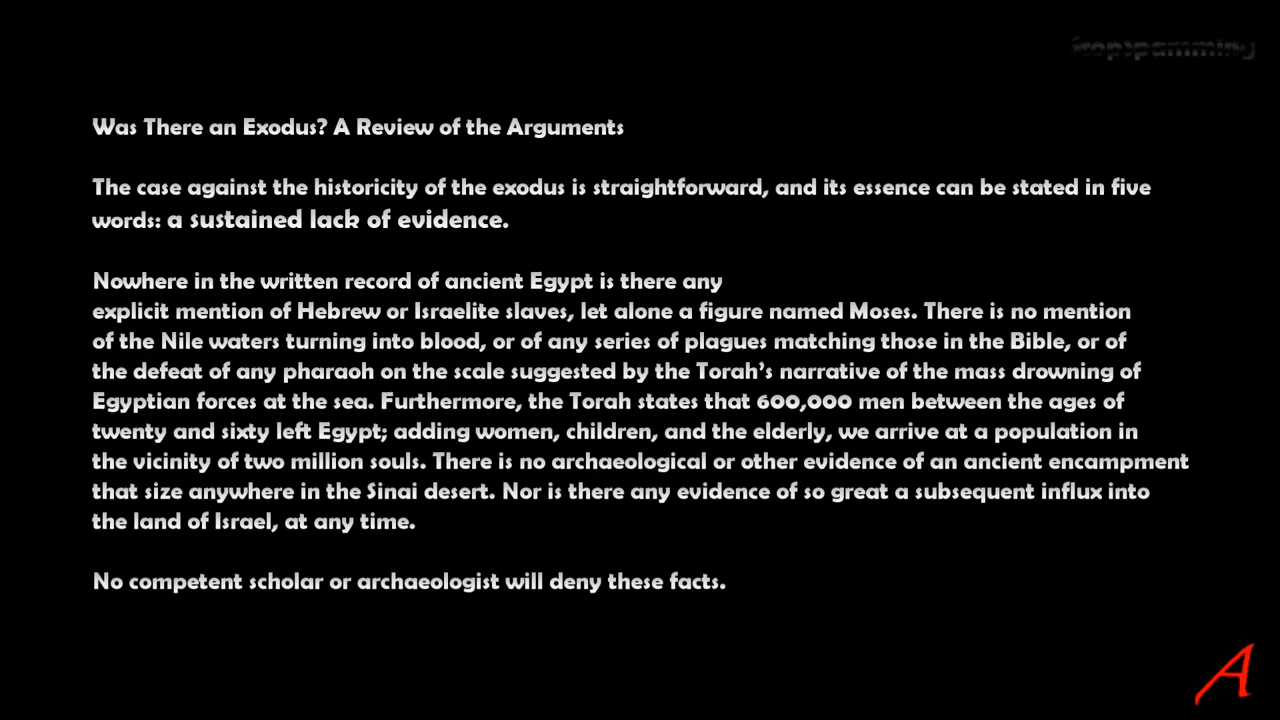 StopSpamming
Was There an Exodus? A Review of the Arguments
The case against the historicity of the exodus is straightforward, and its essence can be stated in five
words: a sustained lack of evidence.
Nowhere in the written record of ancient Egypt is there any
explicit mention of Hebrew or Israelite slaves, let alone a figure named Moses. There is no mention
of the Nile waters turning into blood, or of any series of plagues matching those in the Bible, or of
the defeat of any pharaoh on the scale suggested by the Torah’s narrative of the mass drowning of
Egyptian forces at the sea. Furthermore, the Torah states that 600,000 men between the ages of
twenty and sixty left Egypt; adding women, children, and the elderly, we arrive at a population in
the vicinity of two million souls. There is no archaeological or other evidence of an ancient encampment
that size anywhere in the Sinai desert. Nor is there any evidence of so great a subsequent influx into
the land of Israel, at any time.
No competent scholar or archaeologist will deny these facts.
A